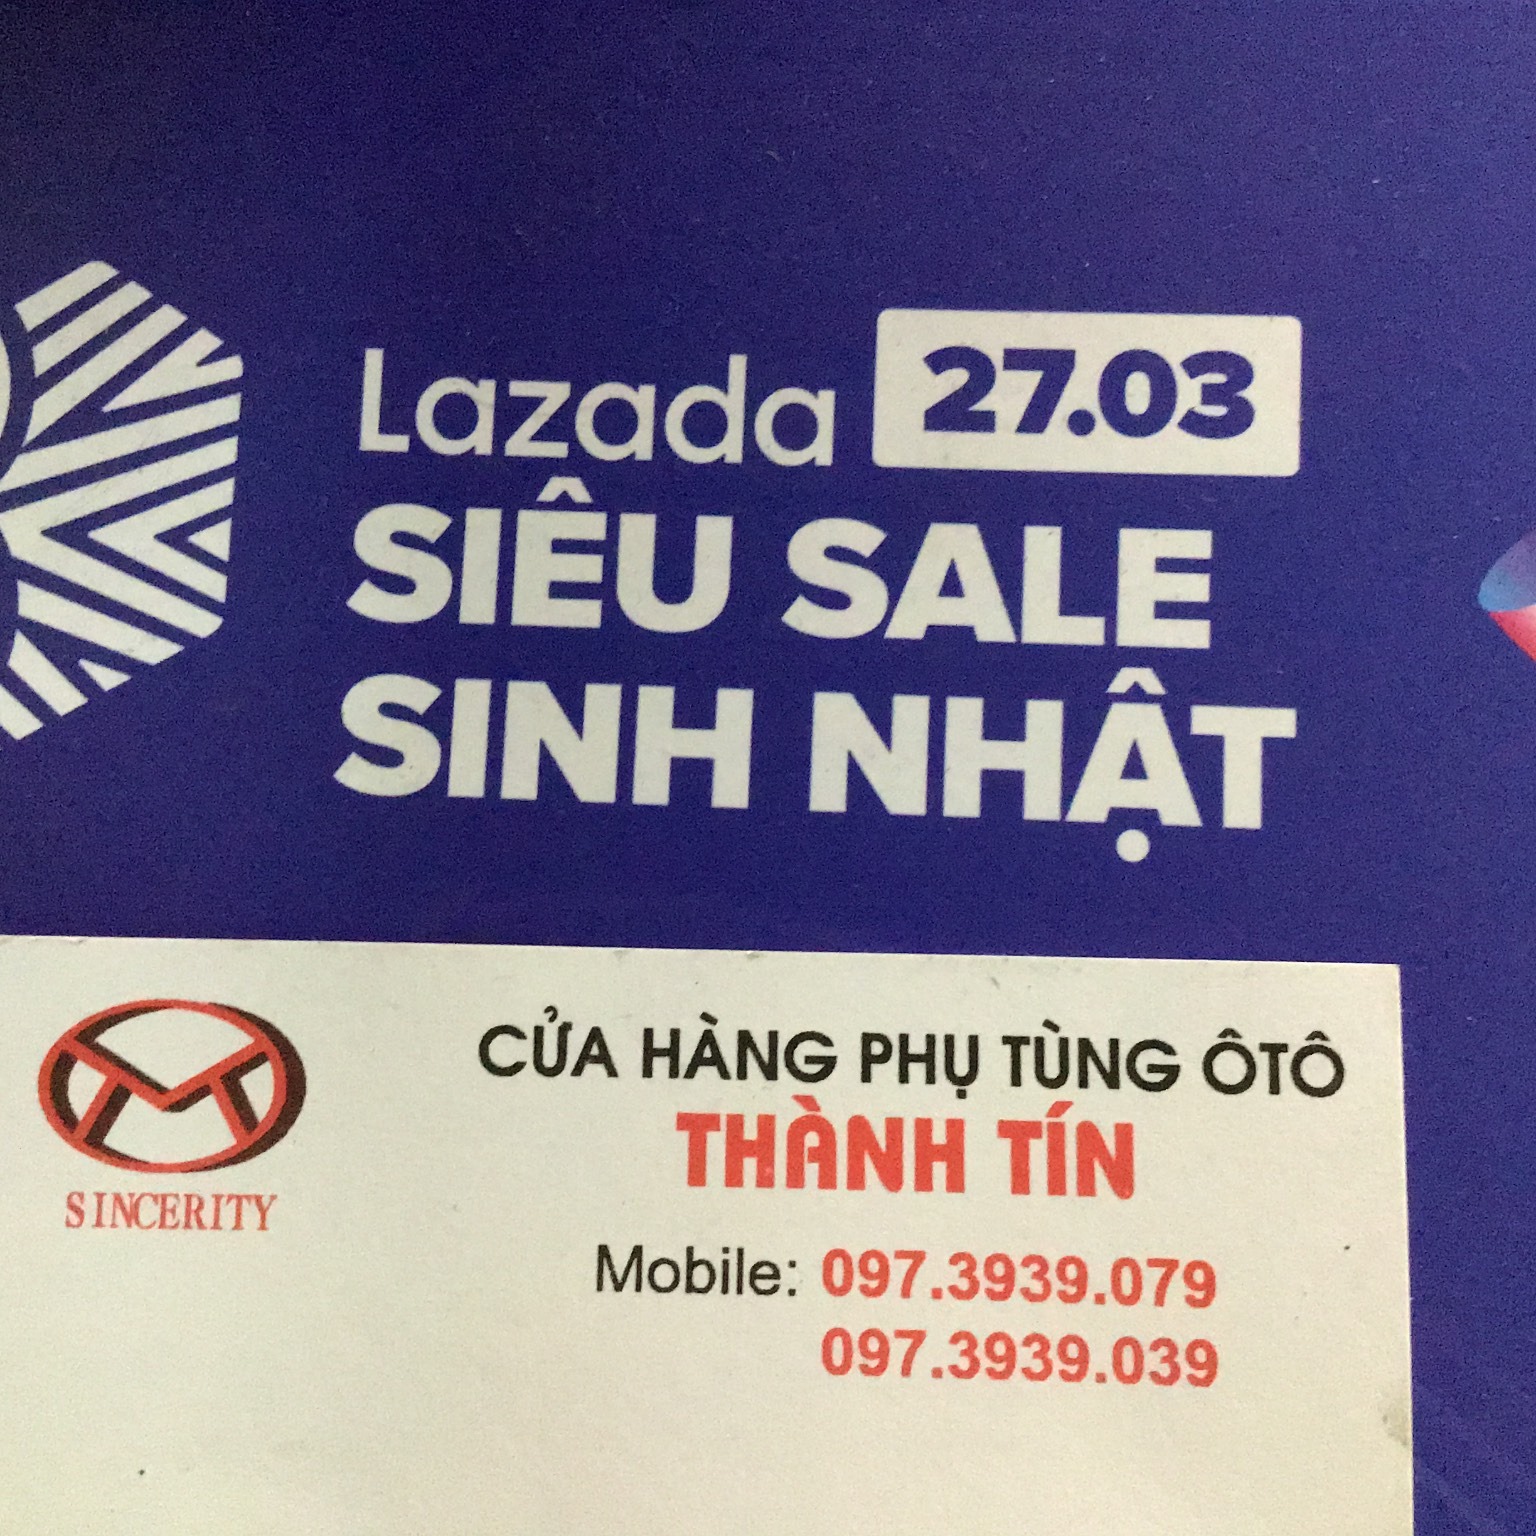 Lazada 27.03
SIÊU SALE
SINH NHẬT
CỬA HÀNG PHỤ TÙNG ÔTÔ
THÀNH TÍN
SINCERITY
Mobile: 097.3939.079
097.3939.039